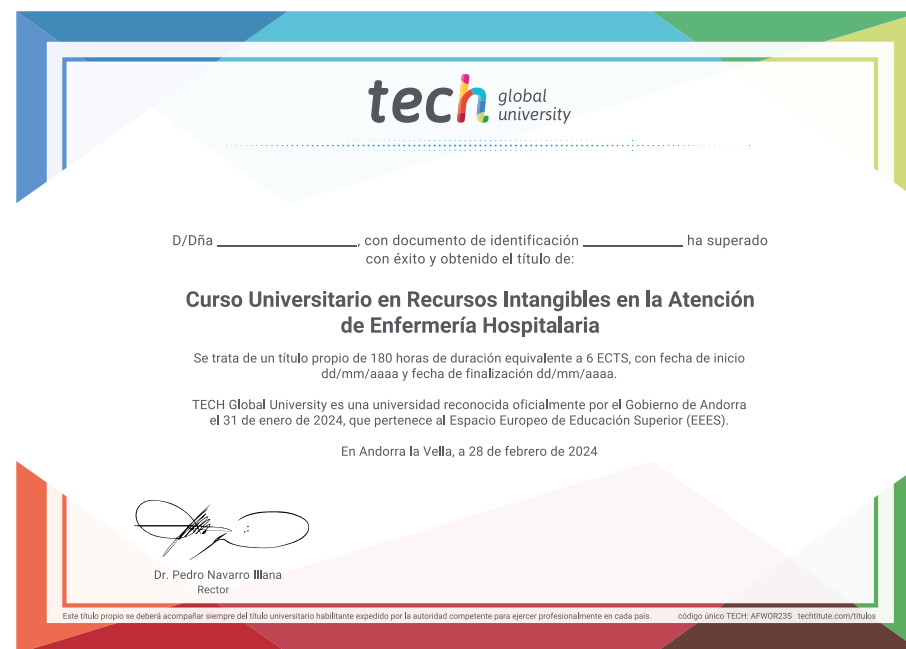 tech global university
D/Dña ____________________, con documento de identificación ______________ ha superado
con éxito y obtenido el título de:
Curso Universitario en Recursos Intangibles en la Atención
de Enfermería Hospitalaria
Se trata de un título propio de 180 horas de duración equivalente a 6 ECTS, con fecha de inicio
dd/mm/aaaa y fecha de finalización dd/mm/aaaa.
TECH Global University es una universidad reconocida oficialmente por el Gobierno de Andorra
el 31 de enero de 2024, que pertenece al Espacio Europeo de Educación Superior (EEES).
En Andorra la Vella, a 28 de febrero de 2024
Dr. Pedro Navarro Illana
Rector
Este título propio se deberá acompañar siempre del título universitario habilitante expedido por la autoridad competente para ejercer profesionalmente en cada país. código único TECH: AFWOR23S techtitute.com/titulos